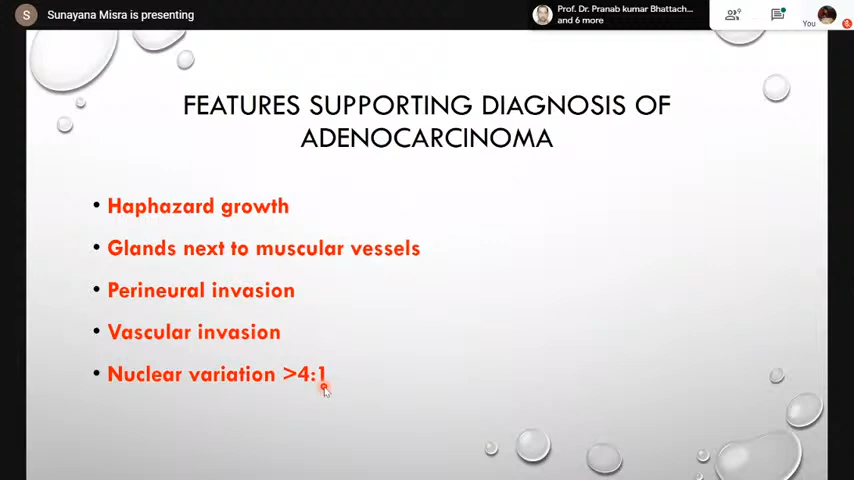 S
Sunayana Misra is presenting
Prof. Dr. Pranab kumar Bhattach...
and 6 more
You
FEATURES SUPPORTING DIAGNOSIS OF
ADENOCARCINOMA
• Haphazard growth
• Glands next to muscular vessels
• Perineural invasion
• Vascular invasion
• Nuclear variation >4:1